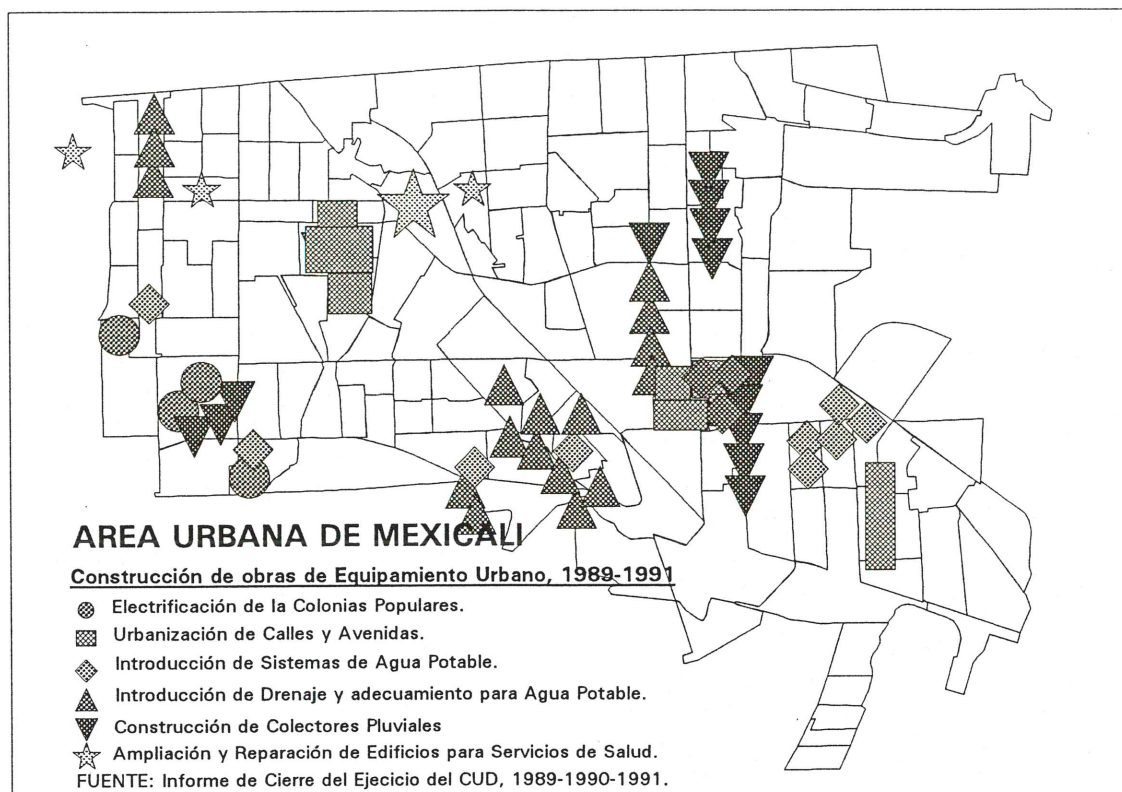 AREA URBANA DE MEXICALI
Construcción de obras de Equipamiento Urbano, 1989-1991
Electrificación de la Colonias Populares.
Urbanización de Calles y Avenidas.
Introducción de Sistemas de Agua Potable.
Introducción de Drenaje y adecuamiento para Agua Potable.
Construcción de Colectores Pluviales
Ampliación y Reparación de Edificios para Servicios de Salud.
FUENTE: Informe de Cierre del Ejecicio del CUD, 1989-1990-1991.